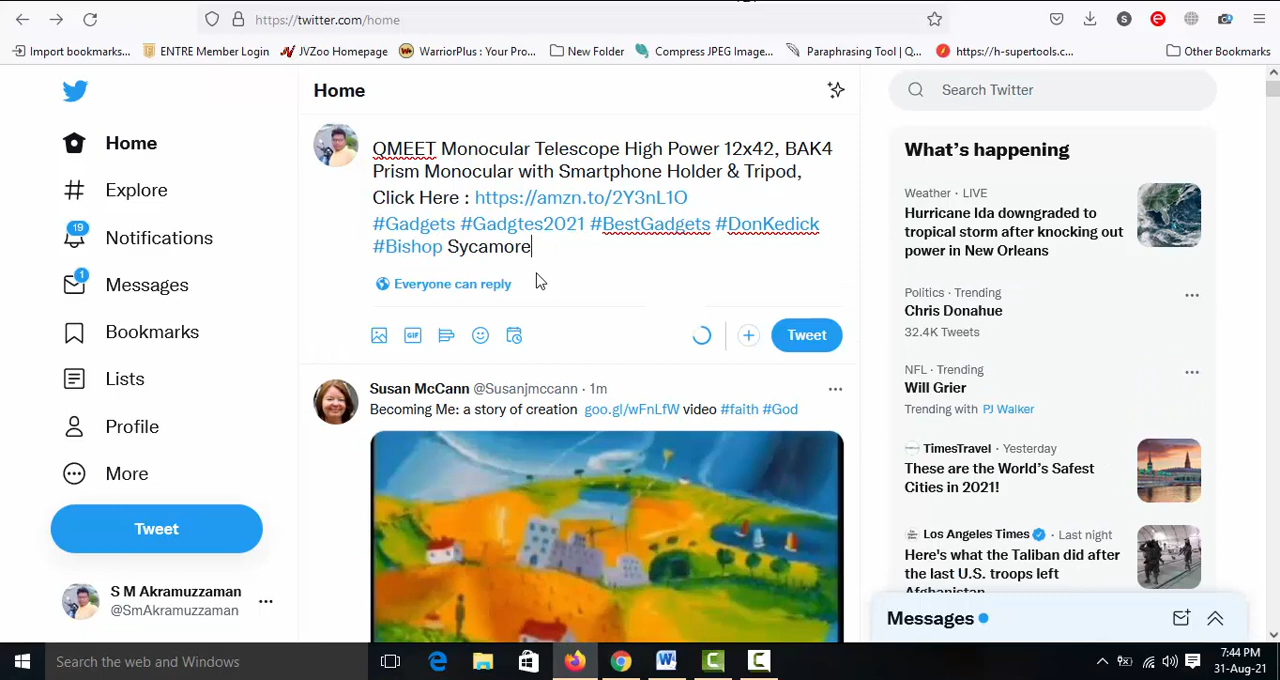 https://twitter.com/home
Import bookmarks...
ENTRE Member Login
JVZoo Homepage
WarriorPlus : Your Pro...
New Folder
Compress JPEG Image...
Paraphrasing Tool | Q...
https://h-supertools.c...
Other Bookmarks
Home
Search Twitter
QMEET Monocular Telescope High Power 12x42, BAK4
Prism Monocular with Smartphone Holder & Tripod,
Click Here : https://amzn.to/2Y3nL1O
#Gadgets #Gadgtes2021 #BestGadgets #DonKedick
#Bishop Sycamore
Everyone can reply
GIF
Tweet
Home
Explore
19
Notifications
1
Messages
Bookmarks
Lists
Profile
More
Tweet
S M Akramuzzaman
@SmAkramuzzaman
Susan McCann @Susanjmccann · 1m
Becoming Me: a story of creation goo.gl/wFnLfW video #faith #God
What's happening
Weather · LIVE
Hurricane Ida downgraded to
tropical storm after knocking out
power in New Orleans
Politics · Trending
Chris Donahue
32.4K Tweets
NFL · Trending
Will Grier
Trending with PJ Walker
TimesTravel · Yesterday
These are the World's Safest
Cities in 2021!
Los Angeles Times · Last night
Here's what the Taliban did after
the last U.S. troops left
Afghanistan
Messages
Search the web and Windows
7:44 PM
31-Aug-21